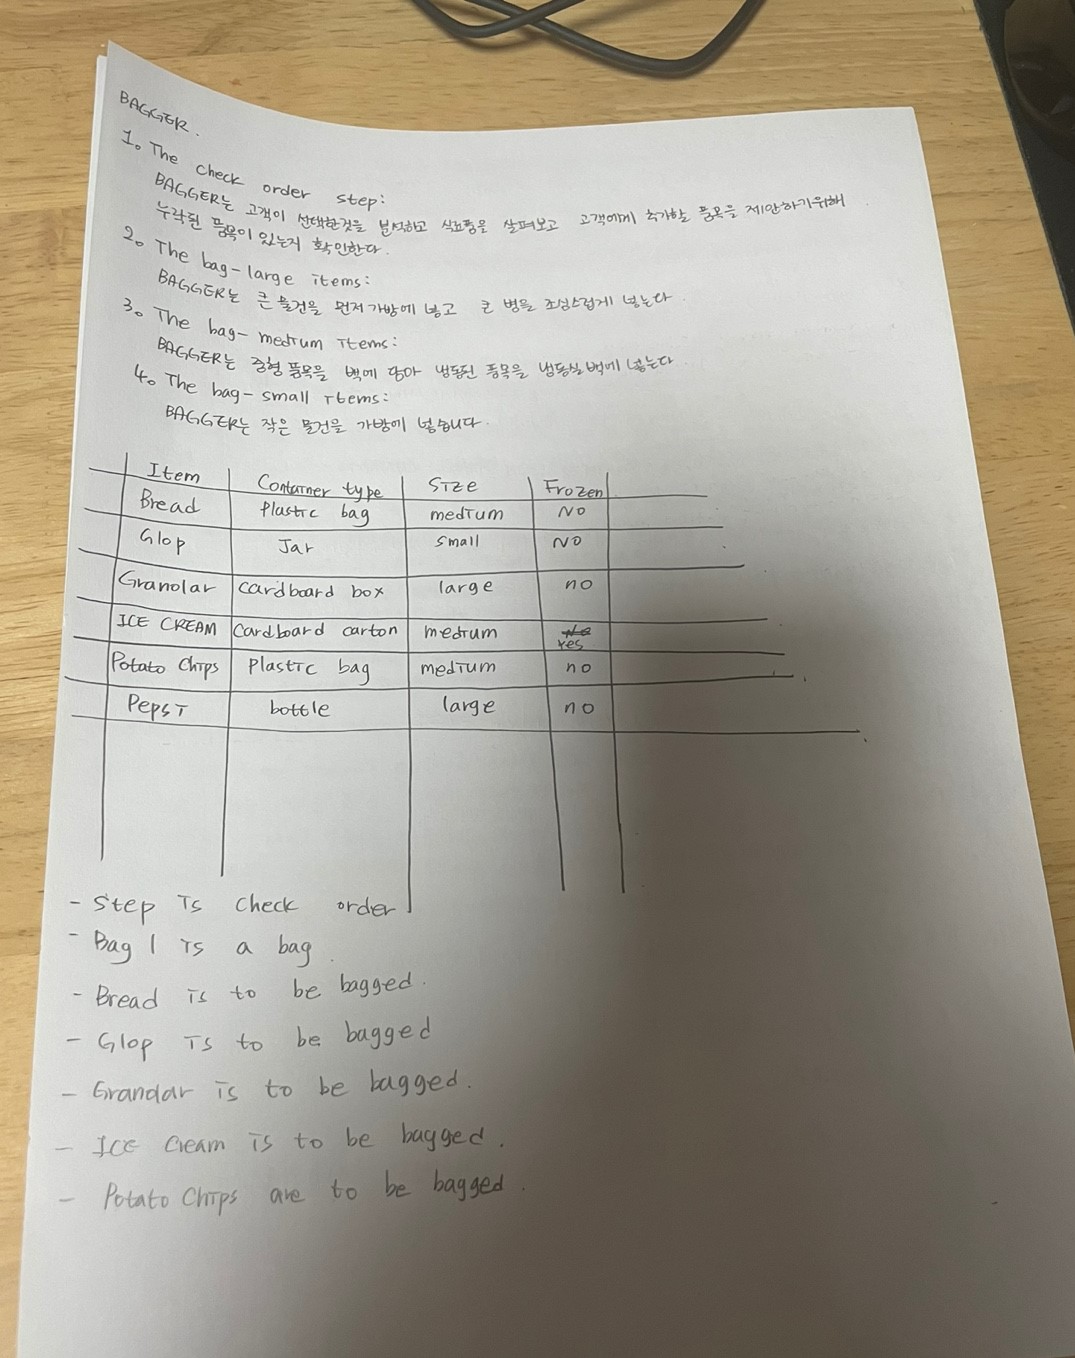 BAGGER.
1. The check order step:
BAGGER는 고객이 선택한것을 분석하고 쇼핑을 살펴보고 고객에게 추가할 품목을 제안하기위해
누락된 품목이 있는지 확인한다.
2. The bag-large items:
BAGGER는 큰 물건을 먼저 가방에 넣고 큰 병을 조심스럽게 넣는다.
3. The bag-medium items:
BAGGER는 중형 품목을 백에 담아 냉동된 품목을 냉동실백에 넣는다.
4. The bag-small items:
BAGGER는 작은 물건을 가방에 넣습니다.
Item Container type Size Frozen
Bread Plastic bag medium NO
Glop Jar small NO
Granolar Cardboard box large no
ICE CREAM Cardboard carton medium No Yes
Potato Chips Plastic bag medium no
Pepsi bottle large no
- Step is check order
- Bag 1 is a bag.
- Bread is to be bagged.
- Glop is to be bagged
- Granolar is to be bagged.
- ICE Cream is to be bagged.
- Potato Chips are to be bagged.